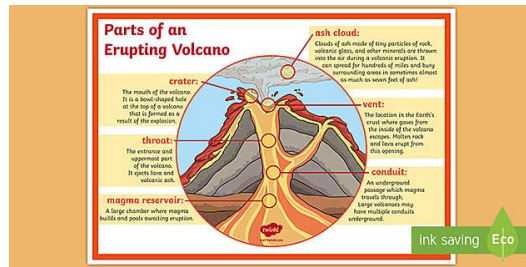 Parts of an
Erupting Volcano
ash cloud:
Clouds of ash made of tiny particles of rock,
volcanic glass, and other minerals are thrown
into the air during a volcanic eruption. It
can spread for hundreds of miles and bury
surrounding areas in sometimes almost
as much as seven feet of ash!
crater:
The mouth of the volcano.
It is a bowl-shaped hole
at the top of a volcano
that is formed as a
result of the explosion.
vent:
The location in the Earth's
crust where gases from
the inside of the volcano
escapes. Molten rock
and lava erupt from
this opening.
throat:
The entrance and
uppermost part
of the volcano.
It ejects lava and
volcanic ash.
conduit:
An underground
passage which magma
travels through.
Large volcanoes may
have multiple conduits
underground.
magma reservoir:
A large chamber where magma
builds and pools awaiting eruption.
twinkl
ink saving Eco